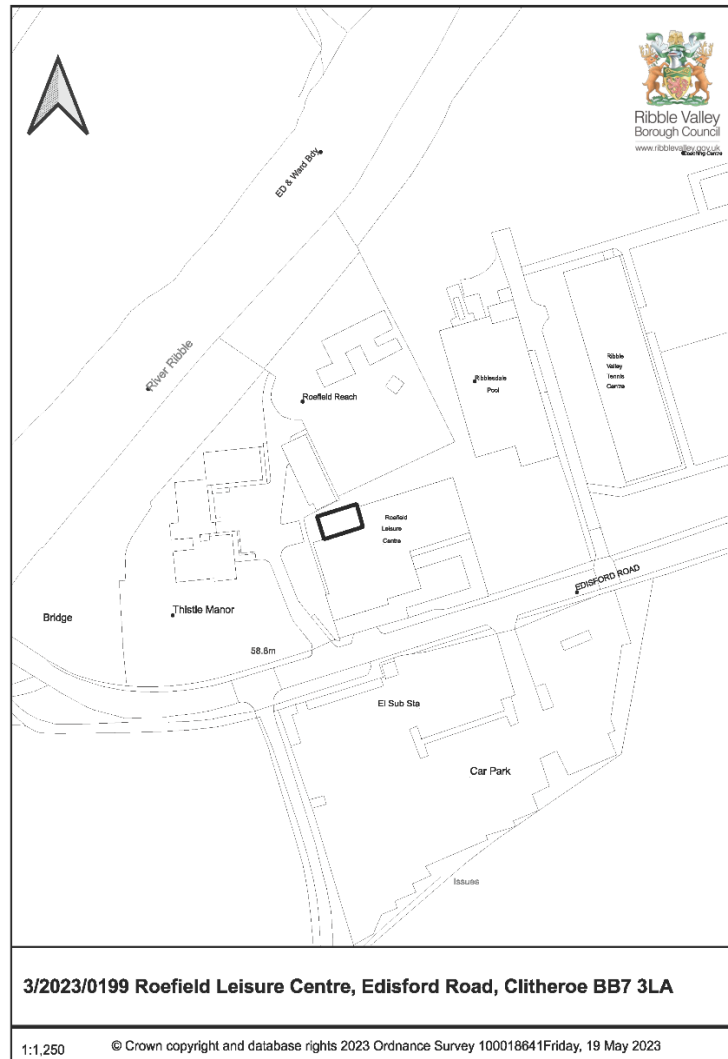 Ribble Valley
Borough Council
www.ribblevalley.gov.uk
ED & Ward Bdy
River Ribble
Roefield Reach
Ribblesdale
Pool
Ribble
Valley
Tennis
Centre
Roefield
Leisure
Centre
EDISFORD ROAD
Thistle Manor
Bridge
58.6m
El Sub Sta
Car Park
Issues
3/2023/0199 Roefield Leisure Centre, Edisford Road, Clitheroe BB7 3LA
1:1,250
© Crown copyright and database rights 2023 Ordnance Survey 100018641Friday, 19 May 2023